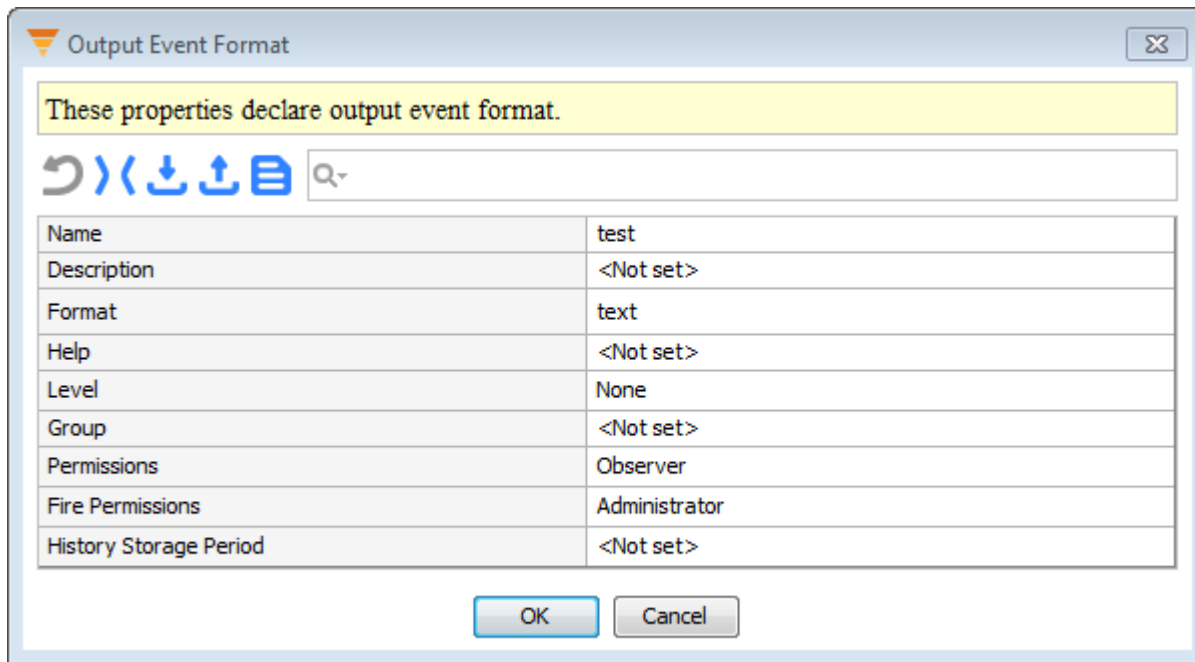 Output Event Format
These properties declare output event format.
Name test
Description <Not set>
Format text
Help <Not set>
Level None
Group <Not set>
Permissions Observer
Fire Permissions Administrator
History Storage Period <Not set>
OK Cancel